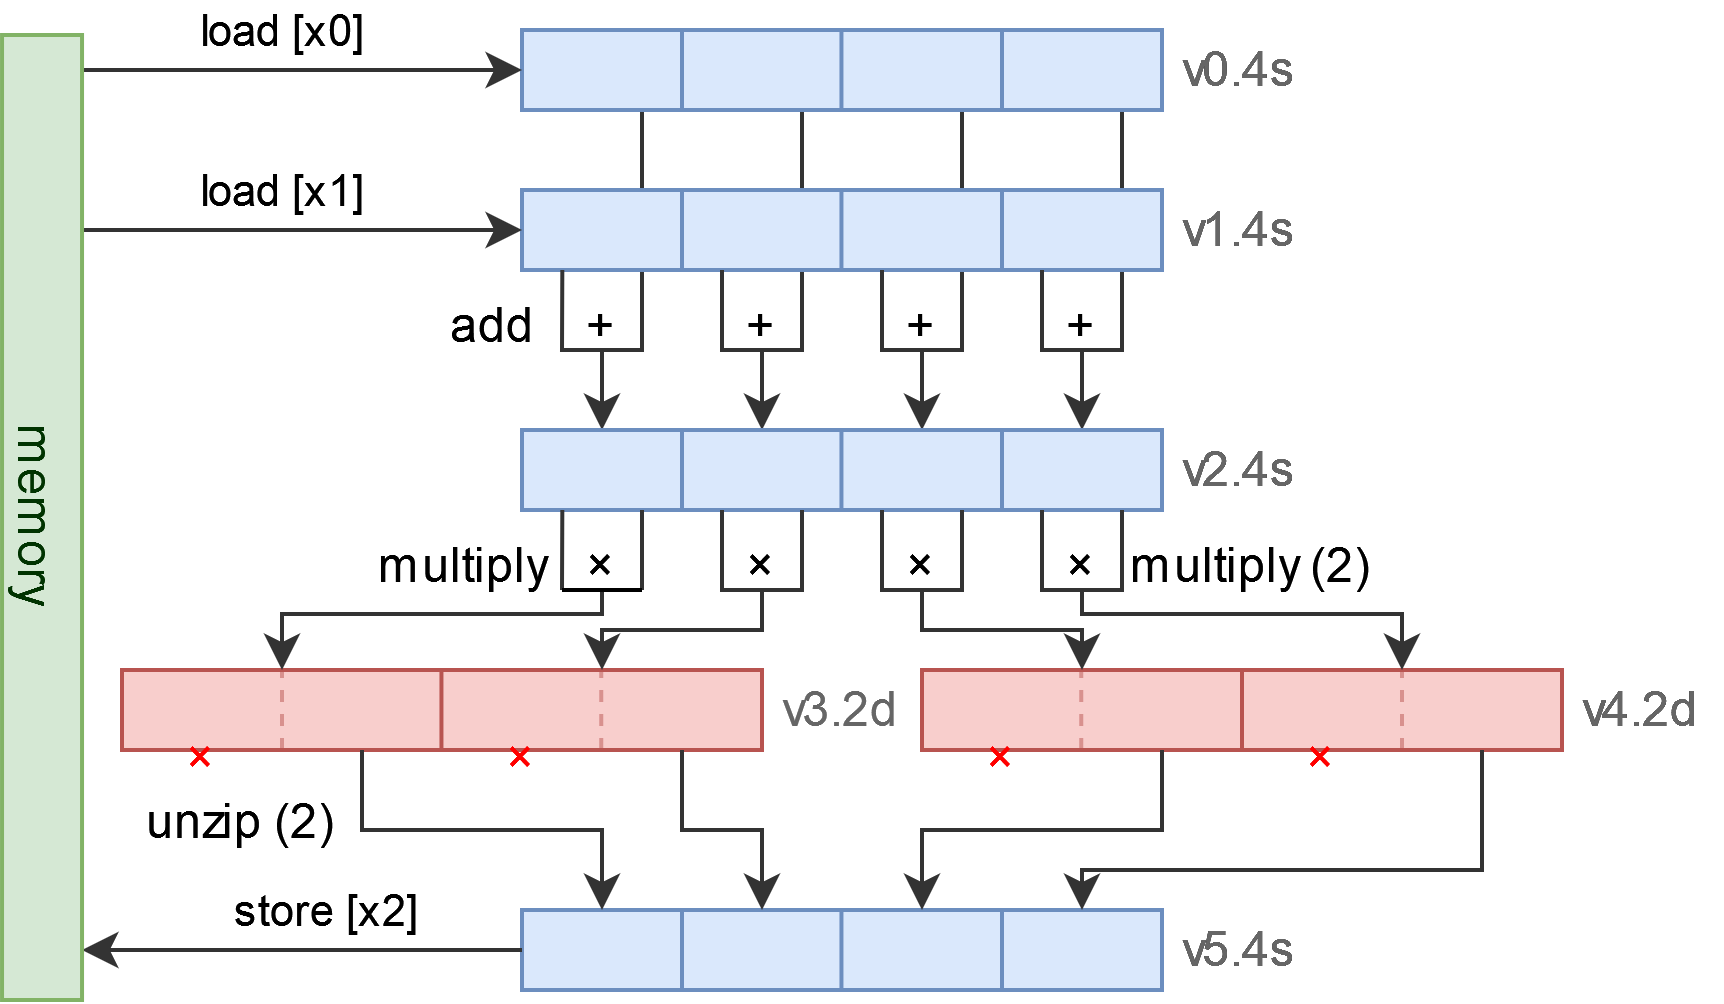 load [x0]
v0.4s
load [x1]
v1.4s
add
+
+
+
+
memory
v2.4s
multiply
×
×
×
×
multiply (2)
v3.2d
v4.2d
×
×
×
×
unzip (2)
store [x2]
v5.4s